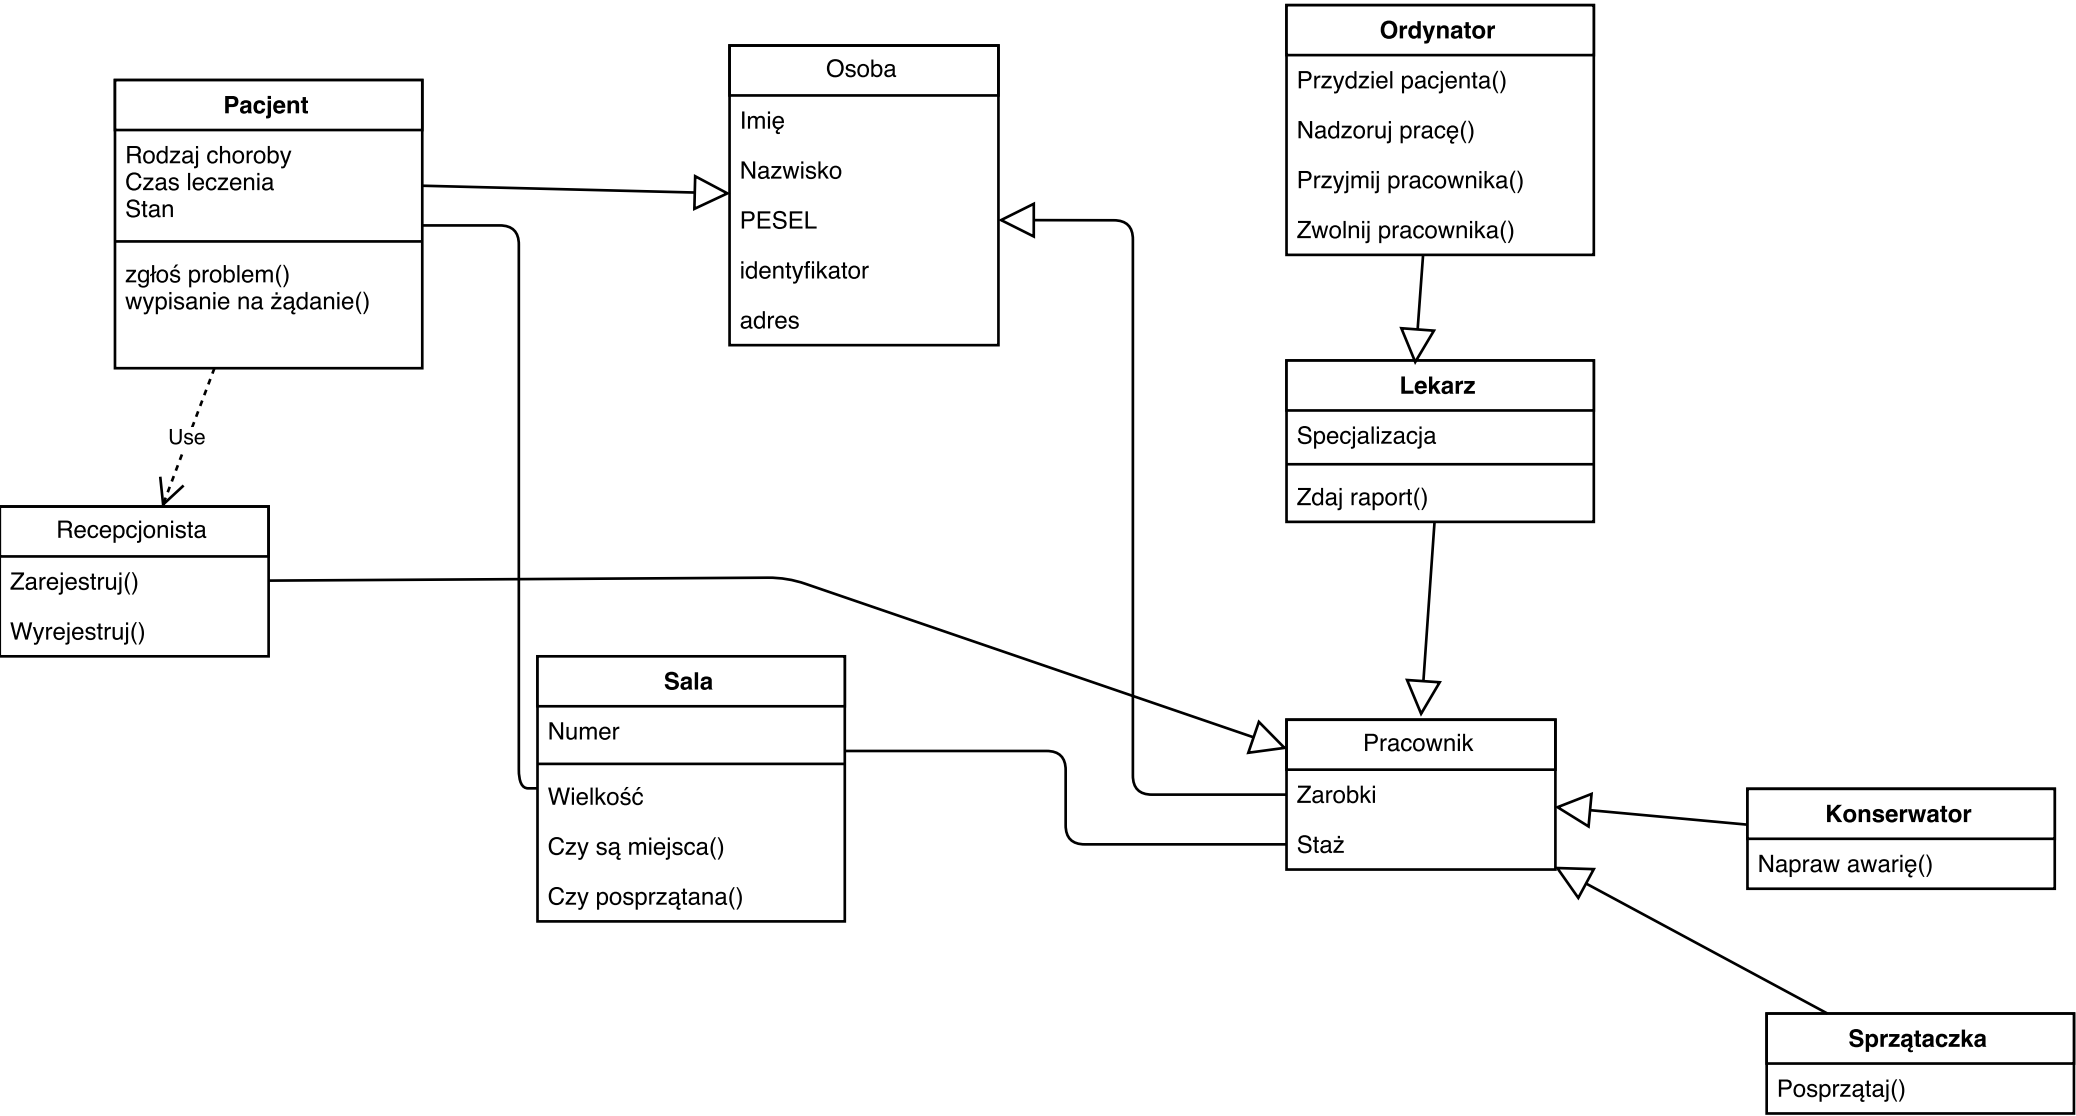 Pacjent
Rodzaj choroby
Czas leczenia
Stan
zgłoś problem()
wypisanie na żądanie()
Osoba
Imię
Nazwisko
PESEL
identyfikator
adres
Ordynator
Przydziel pacjenta()
Nadzoruj pracę()
Przyjmij pracownika()
Zwolnij pracownika()
Lekarz
Specjalizacja
Zdaj raport()
Use
Recepcjonista
Zarejestruj()
Wyrejestruj()
Sala
Numer
Wielkość
Czy są miejsca()
Czy posprzątana()
Pracownik
Zarobki
Staż
Konserwator
Napraw awarię()
Sprzątaczka
Posprzątaj()